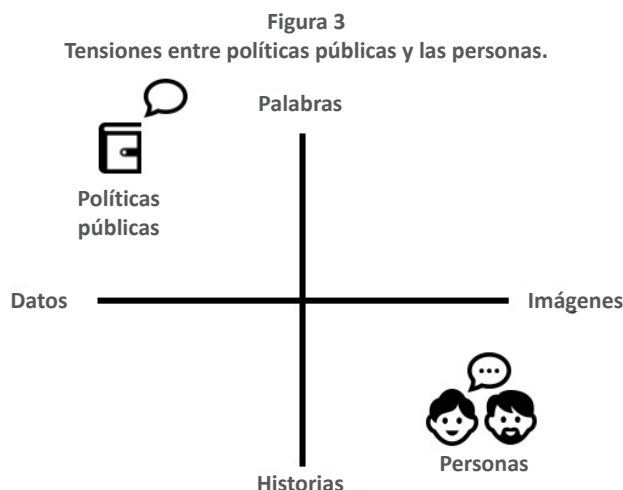 Figura 3
Tensiones entre políticas públicas y las personas.
Palabras
Políticas
públicas
Datos
Imágenes
Personas
Historias